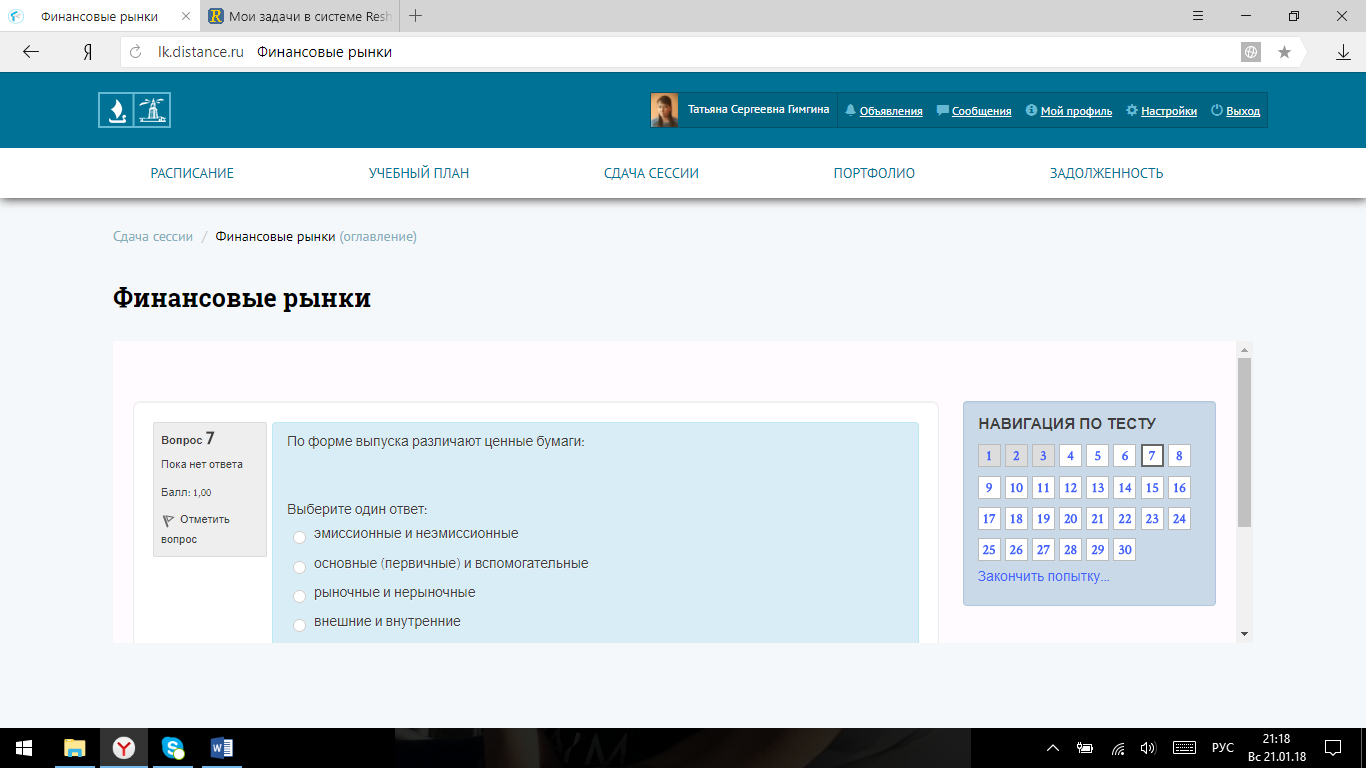 Финансовые рынки
Мои задачи в системе Resh
Я
lk.distance.ru Финансовые рынки
Татьяна Сергеевна Гимгина Объявления Сообщения Мой профиль Настройки Выход
РАСПИСАНИЕ УЧЕБНЫЙ ПЛАН СДАЧА СЕССИИ ПОРТФОЛИО ЗАДОЛЖЕННОСТЬ
Сдача сессии / Финансовые рынки (оглавление)
Финансовые рынки
Вопрос 7
Пока нет ответа
Балл: 1,00
Отметить
вопрос
По форме выпуска различают ценные бумаги:
Выберите один ответ:
эмиссионные и неэмиссионные
основные (первичные) и вспомогательные
рыночные и нерыночные
внешние и внутренние
НАВИГАЦИЯ ПО ТЕСТУ
1 2 3 4 5 6 7 8
9 10 11 12 13 14 15 16
17 18 19 20 21 22 23 24
25 26 27 28 29 30
Закончить попытку...
РУС
21:18
Вс 21.01.18